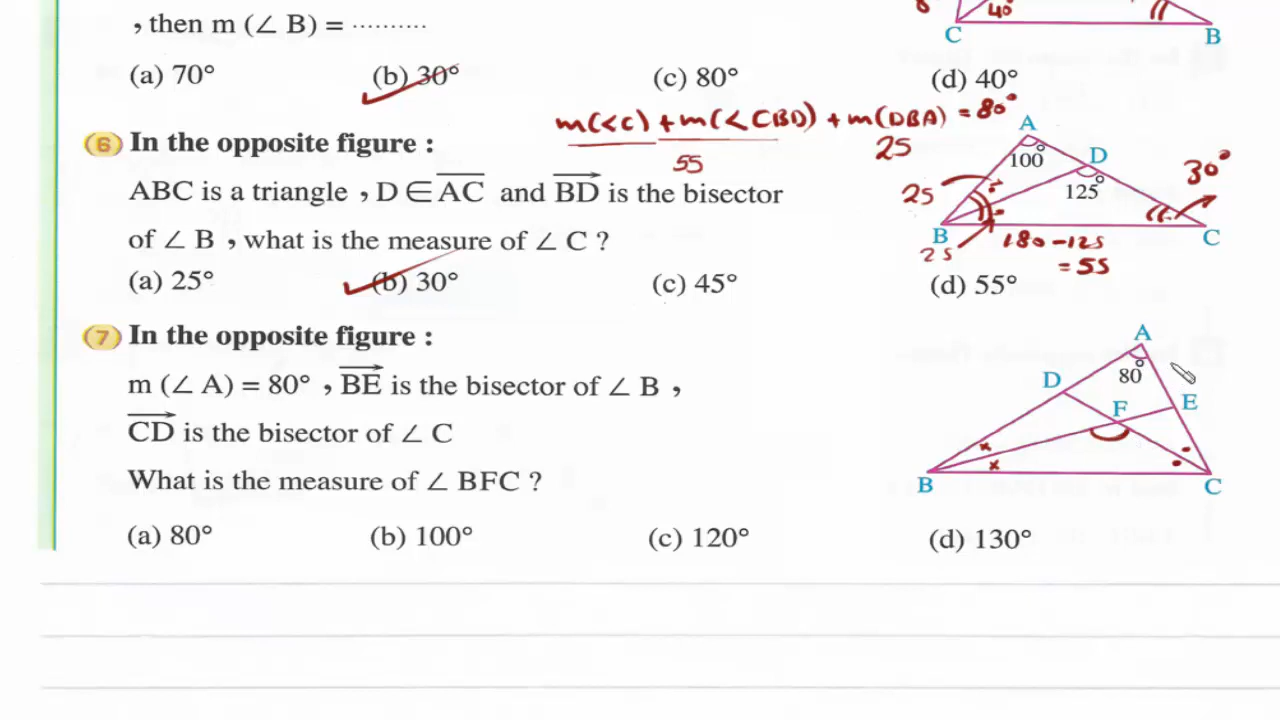 , then m (∠ B) = ··········
(a) 70°
(b) 30°
(c) 80°
(d) 40°
40°
C
B
m(<C) + m(<CBD) + m(DBA) = 80°
55
25
(6) In the opposite figure :
ABC is a triangle , D ∈ AC and BD is the bisector
of ∠ B , what is the measure of ∠ C ?
(a) 25°
(b) 30°
(c) 45°
(d) 55°
A
100°
D
125°
30°
25
B
C
25
180 - 125
= 55
(7) In the opposite figure :
m (∠ A) = 80° , BE is the bisector of ∠ B ,
CD is the bisector of ∠ C
What is the measure of ∠ BFC ?
(a) 80°
(b) 100°
(c) 120°
(d) 130°
A
80°
D
E
F
x
x
B
C